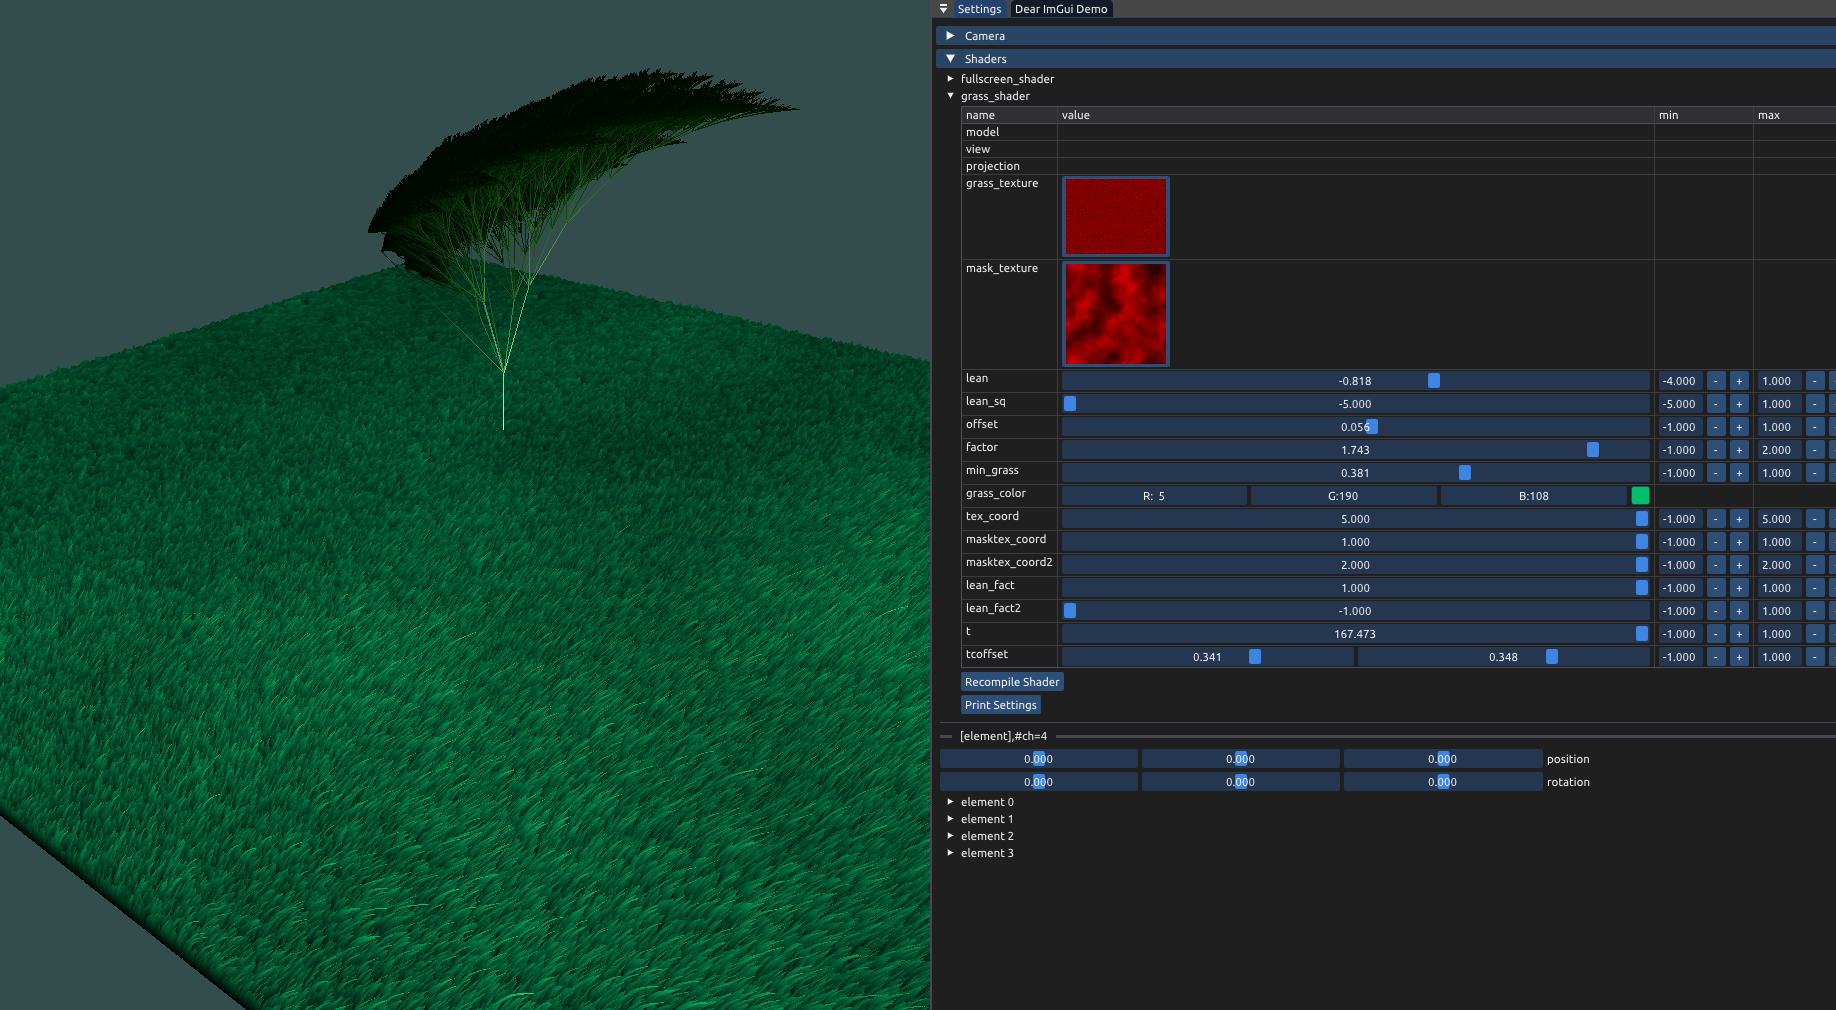 Settings Dear ImGui Demo
Camera
Shaders
fullscreen_shader
grass_shader
name value min max
model
view
projection
grass_texture
mask_texture
lean -0.818 -4.000 - + 1.000 -
lean_sq -5.000 -5.000 - + 1.000 -
offset 0.056 -1.000 - + 1.000 -
factor 1.743 -1.000 - + 2.000 -
min_grass 0.381 -1.000 - + 1.000 -
grass_color R: 5 G:190 B:108
tex_coord 5.000 -1.000 - + 5.000 -
masktex_coord 1.000 -1.000 - + 1.000 -
masktex_coord2 2.000 -1.000 - + 2.000 -
lean_fact 1.000 -1.000 - + 1.000 -
lean_fact2 -1.000 -1.000 - + 1.000 -
t 167.473 -1.000 - + 1.000 -
tcoffset 0.341 0.348 -1.000 - + 1.000 -
Recompile Shader
Print Settings
[element],#ch=4
0.000 0.000 0.000 position
0.000 0.000 0.000 rotation
element 0
element 1
element 2
element 3